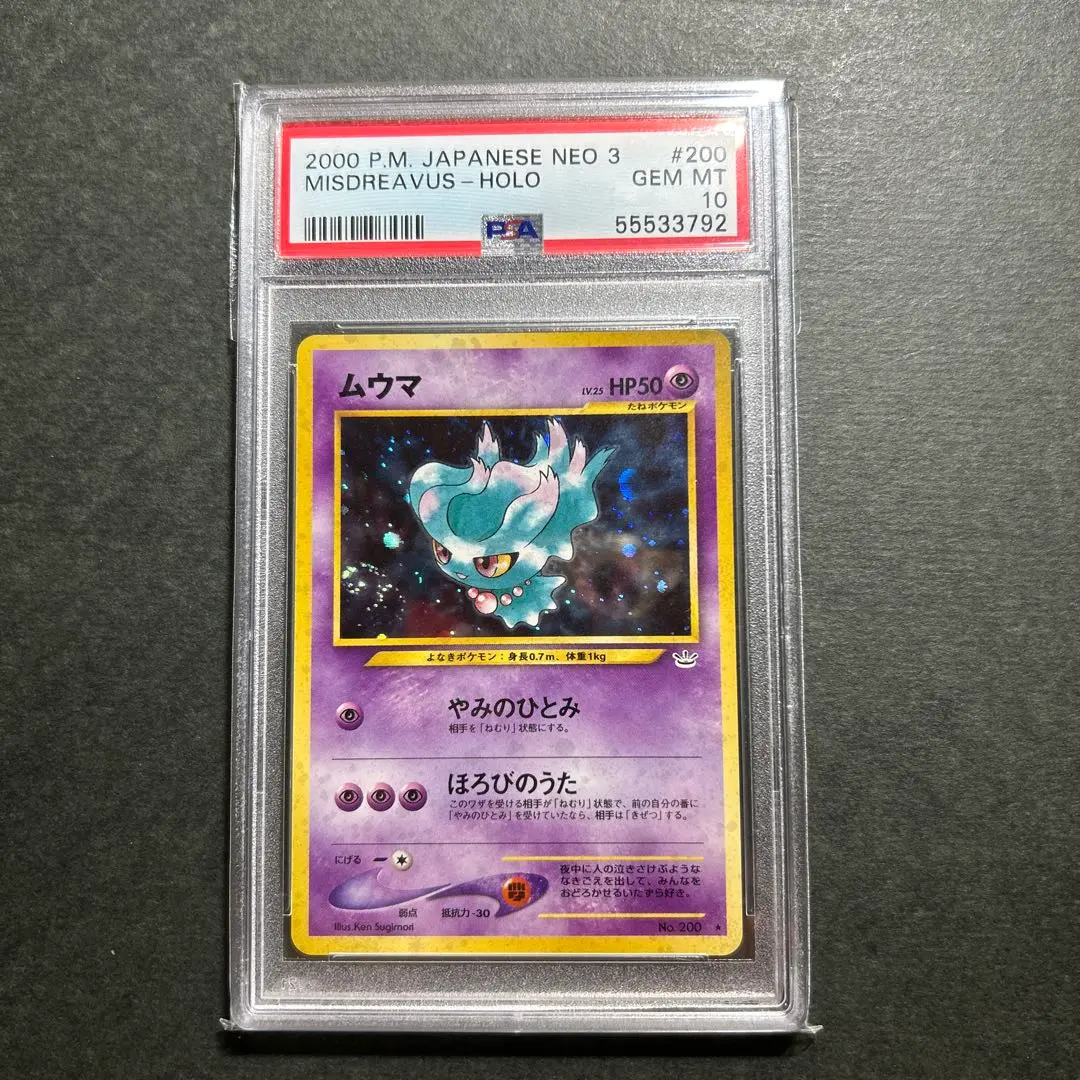 2000 P.M. JAPANESE NEO 3 #200
MISDREAVUS – HOLO GEM MT
10
PSA 55533792
ムウマ LV.25 HP50
たねポケモン
よなきポケモン：身長0.7m、体重1kg
やみのひとみ
相手を「ねむり」状態にする。
ほろびのうた
このワザを受ける相手が「ねむり」状態で、前の自分の番に
「やみのひとみ」を受けていたなら、相手は「きぜつ」する。
にげる
夜中に人の泣きさけぶような
なきごえを出して、みんなを
おどろかせるいたずら好き。
弱点 抵抗力 -30
Illus. Ken Sugimori No. 200 ★